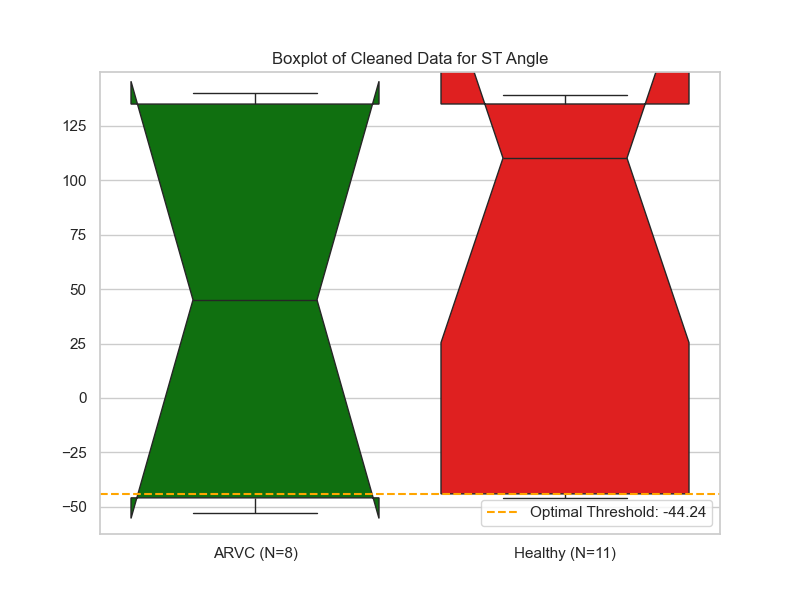 Boxplot of Cleaned Data for ST Angle
125
100
75
50
25
0
−25
−50
Optimal Threshold: -44.24
ARVC (N=8)
Healthy (N=11)